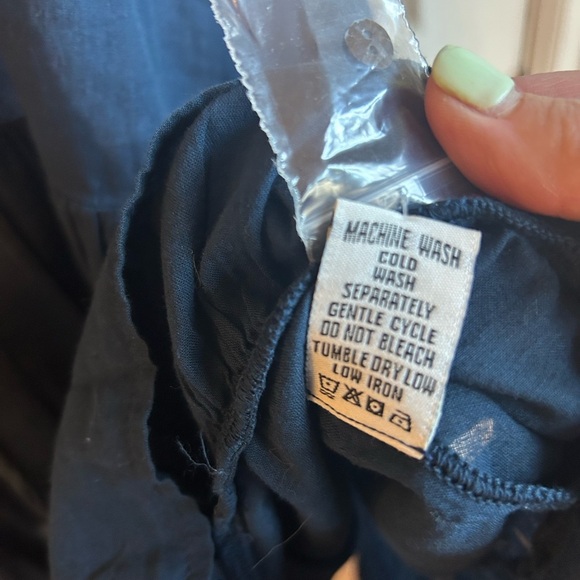 MACHINE WASH
COLD
WASH
SEPARATELY
GENTLE CYCLE
DO NOT BLEACH
TUMBLE DRY LOW
LOW IRON